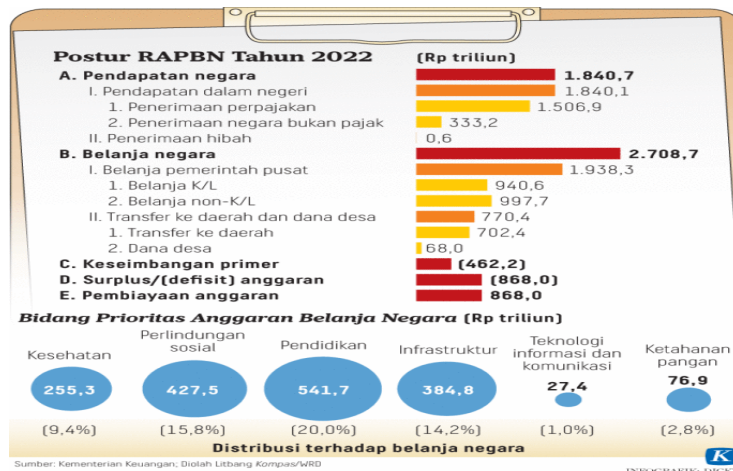 Postur RAPBN Tahun 2022 (Rp triliun)
A. Pendapatan negara 1.840,7
I. Pendapatan dalam negeri 1.840,1
1. Penerimaan perpajakan 1.506,9
2. Penerimaan negara bukan pajak 333,2
II. Penerimaan hibah 0,6
B. Belanja negara 2.708,7
I. Belanja pemerintah pusat 1.938,3
1. Belanja K/L 940,6
2. Belanja non-K/L 997,7
II. Transfer ke daerah dan dana desa 770,4
1. Transfer ke daerah 702,4
2. Dana desa 68,0
C. Keseimbangan primer (462,2)
D. Surplus/(defisit) anggaran (868,0)
E. Pembiayaan anggaran 868,0
Bidang Prioritas Anggaran Belanja Negara (Rp triliun)
Kesehatan
255,3
(9,4%)
Perlindungan
sosial
427,5
(15,8%)
Pendidikan
541,7
(20,0%)
Infrastruktur
384,8
(14,2%)
Teknologi
informasi dan
komunikasi
27,4
(1,0%)
Ketahanan
pangan
76,9
(2,8%)
Distribusi terhadap belanja negara
K
Sumber: Kementerian Keuangan; Diolah Litbang Kompas/WRD